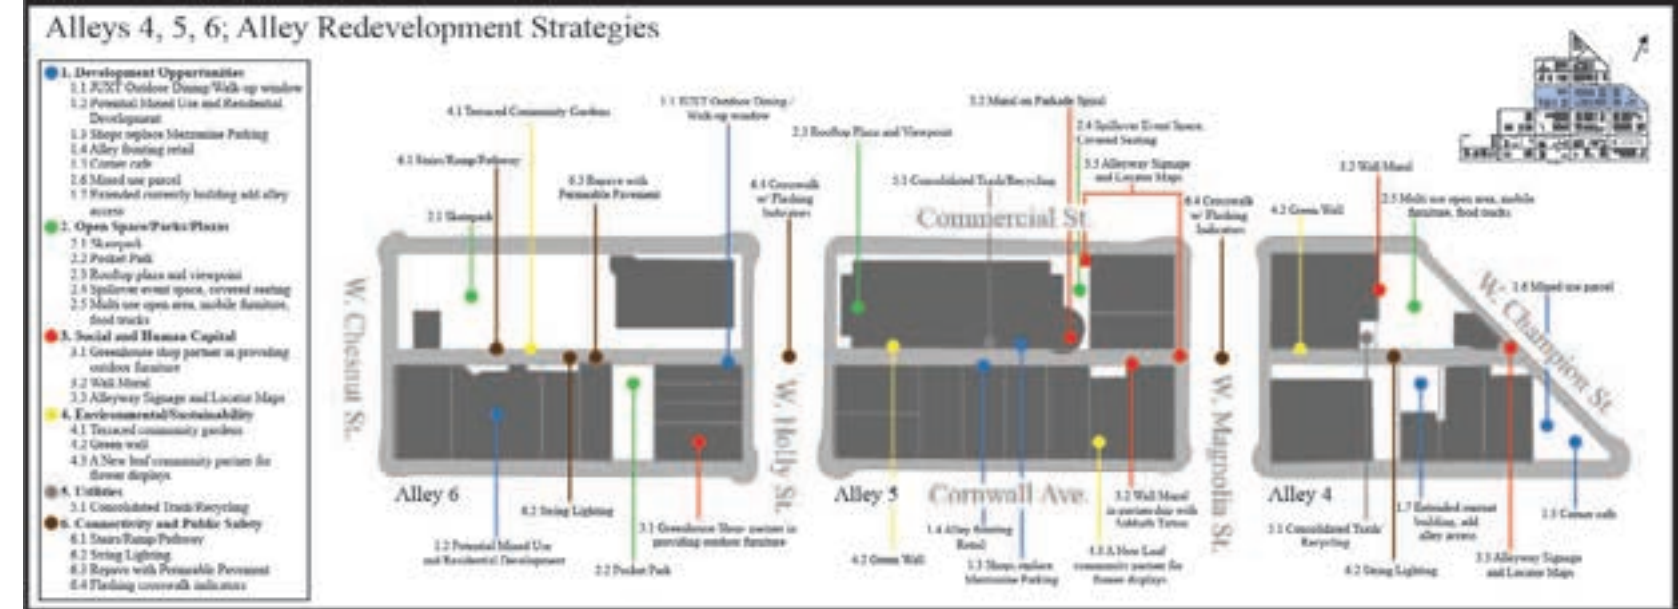 Alleys 4, 5, 6; Alley Redevelopment Strategies
1. Development Opportunities
1.1 JUXT Outdoor Dining/Walk-up window
1.2 Potential Mixed Use and Residential
Development
1.3 Shops replace Mezzanine Parking
1.4 Alley fronting retail
1.5 Corner cafe
1.6 Mixed use parcel
1.7 Extended currently building add alley
access
2. Open Space/Parks/Plazas
2.1 Skatepark
2.2 Pocket Park
2.3 Rooftop place and viewpoint
2.4 Spillover event space, covered seating
2.5 Multi use open area, mobile furniture,
food trucks
3. Social and Human Capital
3.1 Greenhouse shop partner in providing
outdoor furniture
3.2 Wall Mural
3.3 Alleyway Signage and Locator Maps
4. Environmental/Sustainability
4.1 Terraced community gardens
4.2 Green wall
4.3 A New leaf community partner for
flower displays
5. Utilities
5.1 Consolidated Trash/Recycling
6. Connectivity and Public Safety
6.1 Stairs/Ramp/Pathway
6.2 String Lighting
6.3 Repave with Permeable Pavement
6.4 Flashing crosswalk indicators
4.1 Terraced Community Gardens
1.1 JUXT Outdoor Dining /
Walk-up window
6.1 Stairs/Ramp/Pathway
6.3 Repave with
Permeable Pavement
2.1 Skatepark
6.4 Crosswalk
w/ Flashing
Indicators
2.3 Rooftop Plaza and Viewpoint
3.2 Mural on Parkade Spiral
2.4 Spillover Event Space,
Covered Seating
5.1 Consolidated Trash/Recycling
3.3 Alleyway Signage
and Locator Maps
6.4 Crosswalk
w/ Flashing
Indicators
3.2 Wall Mural
4.2 Green Wall
2.5 Multi use open area, mobile
furniture, food trucks
1.6 Mixed use parcel
Commercial St.
W. Chesnut St.
W. Holly St.
W. Magnolia St.
W. Champion St
Alley 6
Alley 5
Cornwall Ave.
Alley 4
6.2 String Lighting
3.1 Greenhouse Shop partner in
providing outdoor furniture
1.2 Potential Mixed Use
and Residential Development
2.2 Pocket Park
4.2 Green Wall
1.4 Alley fronting
Retail
1.3 Shops replace
Mezzanine Parking
3.2 Wall Mural
in partnership with
Tattoo
4.3 A New Leaf
community partner for
flower displays
5.1 Consolidated Trash/
Recycling
6.2 String Lighting
1.7 Extended current
building, add
alley access
3.3 Alleyway Signage
and Locator Maps
1.5 Corner cafe